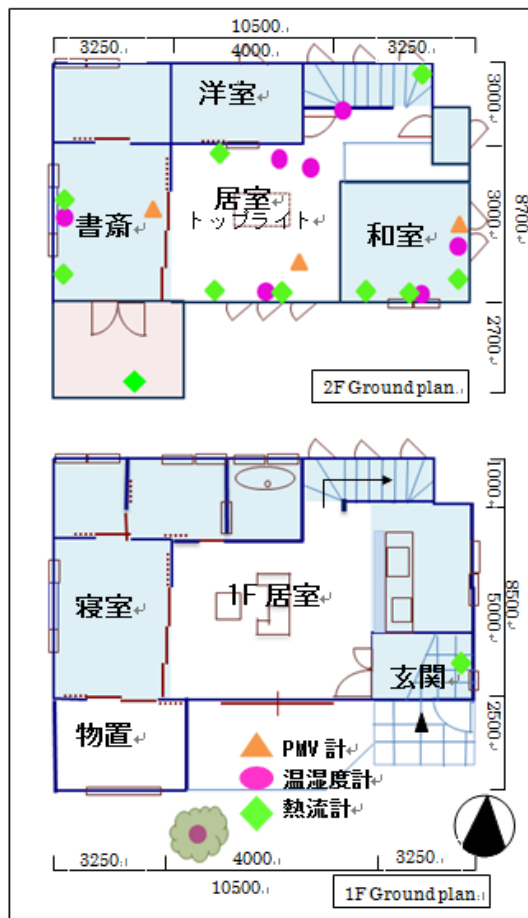 10500
3250 4000 3250
洋室
3000
居室
トップライト
書斎
和室
3000
8700
2700
2F Ground plan.
1000
1F 居室
寝室
5000
8500
玄関
物置
2500
PMV 計
温湿度計
熱流計
3250 4000 3250
10500
1F Ground plan.